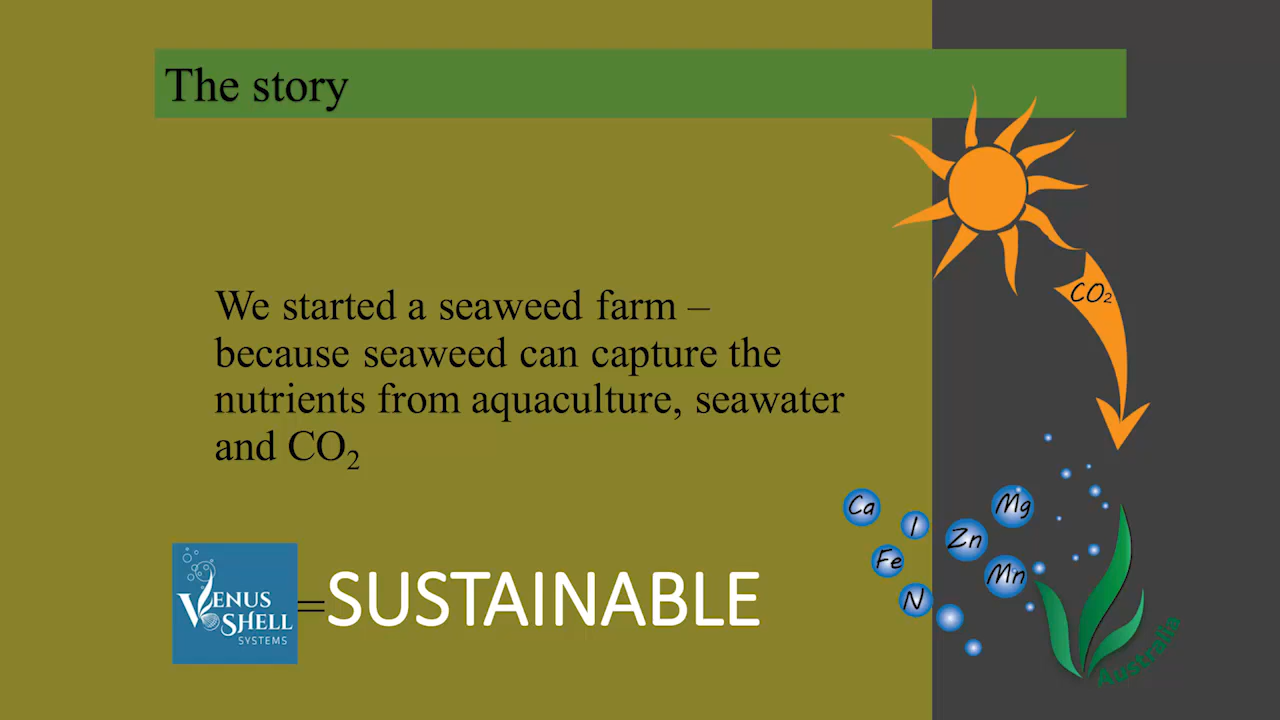 The story
We started a seaweed farm –
because seaweed can capture the
nutrients from aquaculture, seawater
and CO₂
VENUS
SHELL
SYSTEMS
=SUSTAINABLE
CO₂
Ca
I
Mg
Fe
Zn
Mn
N
Australis